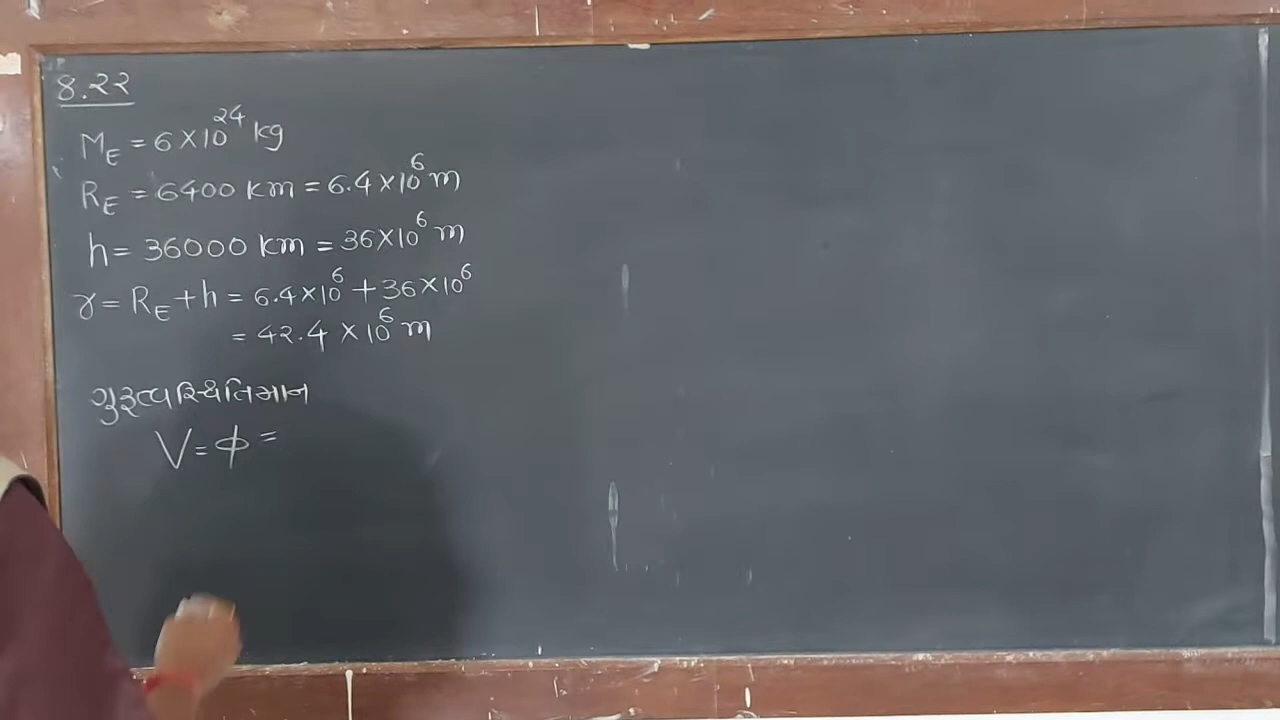 8.૨૨
M_E = 6×10^24 kg
R_E = 6400 km = 6.4×10^6 m
h = 36000 km = 36×10^6 m
r = R_E + h = 6.4×10^6 + 36×10^6
= 42.4 × 10^6 m
ગુરૂત્વસ્થિતિમાન
V = ϕ =